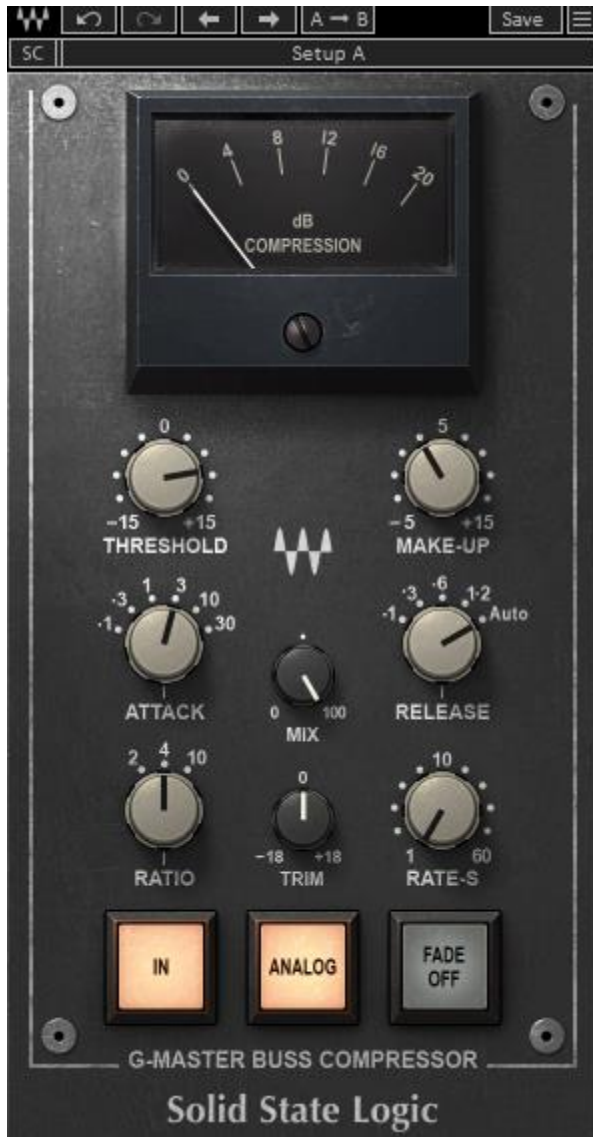 A → B Save
SC Setup A
0 4 8 12 16 20
dB
COMPRESSION
0 5
-15 +15 -5 +15
THRESHOLD MAKE-UP
·1 ·3 1 3 10 30 ·1 ·3 ·6 1·2 Auto
ATTACK RELEASE
0 100
MIX
2 4 10 0 10
-18 +18 1 60
RATIO TRIM RATE-S
IN ANALOG FADE
OFF
G-MASTER BUSS COMPRESSOR
Solid State Logic